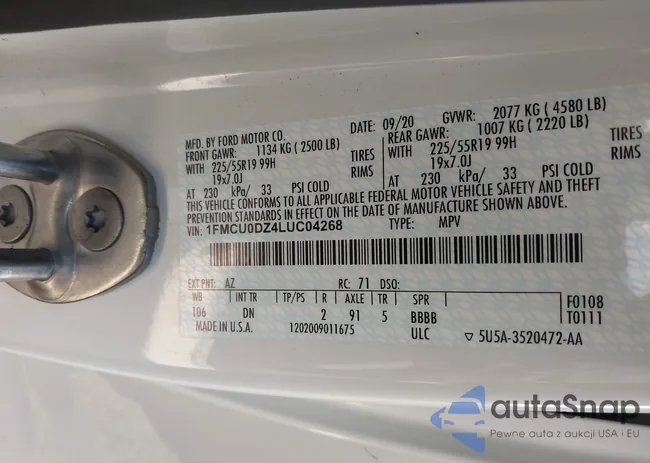 MFD. BY FORD MOTOR CO.
DATE: 09/20 GVWR: 2077 KG ( 4580 LB)
FRONT GAWR: 1134 KG ( 2500 LB) REAR GAWR: 1007 KG ( 2220 LB)
WITH 225/55R19 99H TIRES WITH 225/55R19 99H TIRES
19x7.0J RIMS 19x7.0J RIMS
AT 230 kPa/ 33 PSI COLD AT 230 kPa/ 33 PSI COLD
THIS VEHICLE CONFORMS TO ALL APPLICABLE FEDERAL MOTOR VEHICLE SAFETY AND THEFT
PREVENTION STANDARDS IN EFFECT ON THE DATE OF MANUFACTURE SHOWN ABOVE.
VIN: 1FMCU0DZ4LUC04268 TYPE: MPV
EXT PNT: AZ RC: 71 DSO:
WB INT TR TP/PS R AXLE TR SPR
106 DN 2 91 5 BBBB
F0108
T0111
MADE IN U.S.A. 1202009011675 ULC ▽ 5U5A-3520472-AA
autoSnap
Pewne auta z aukcji USA i EU